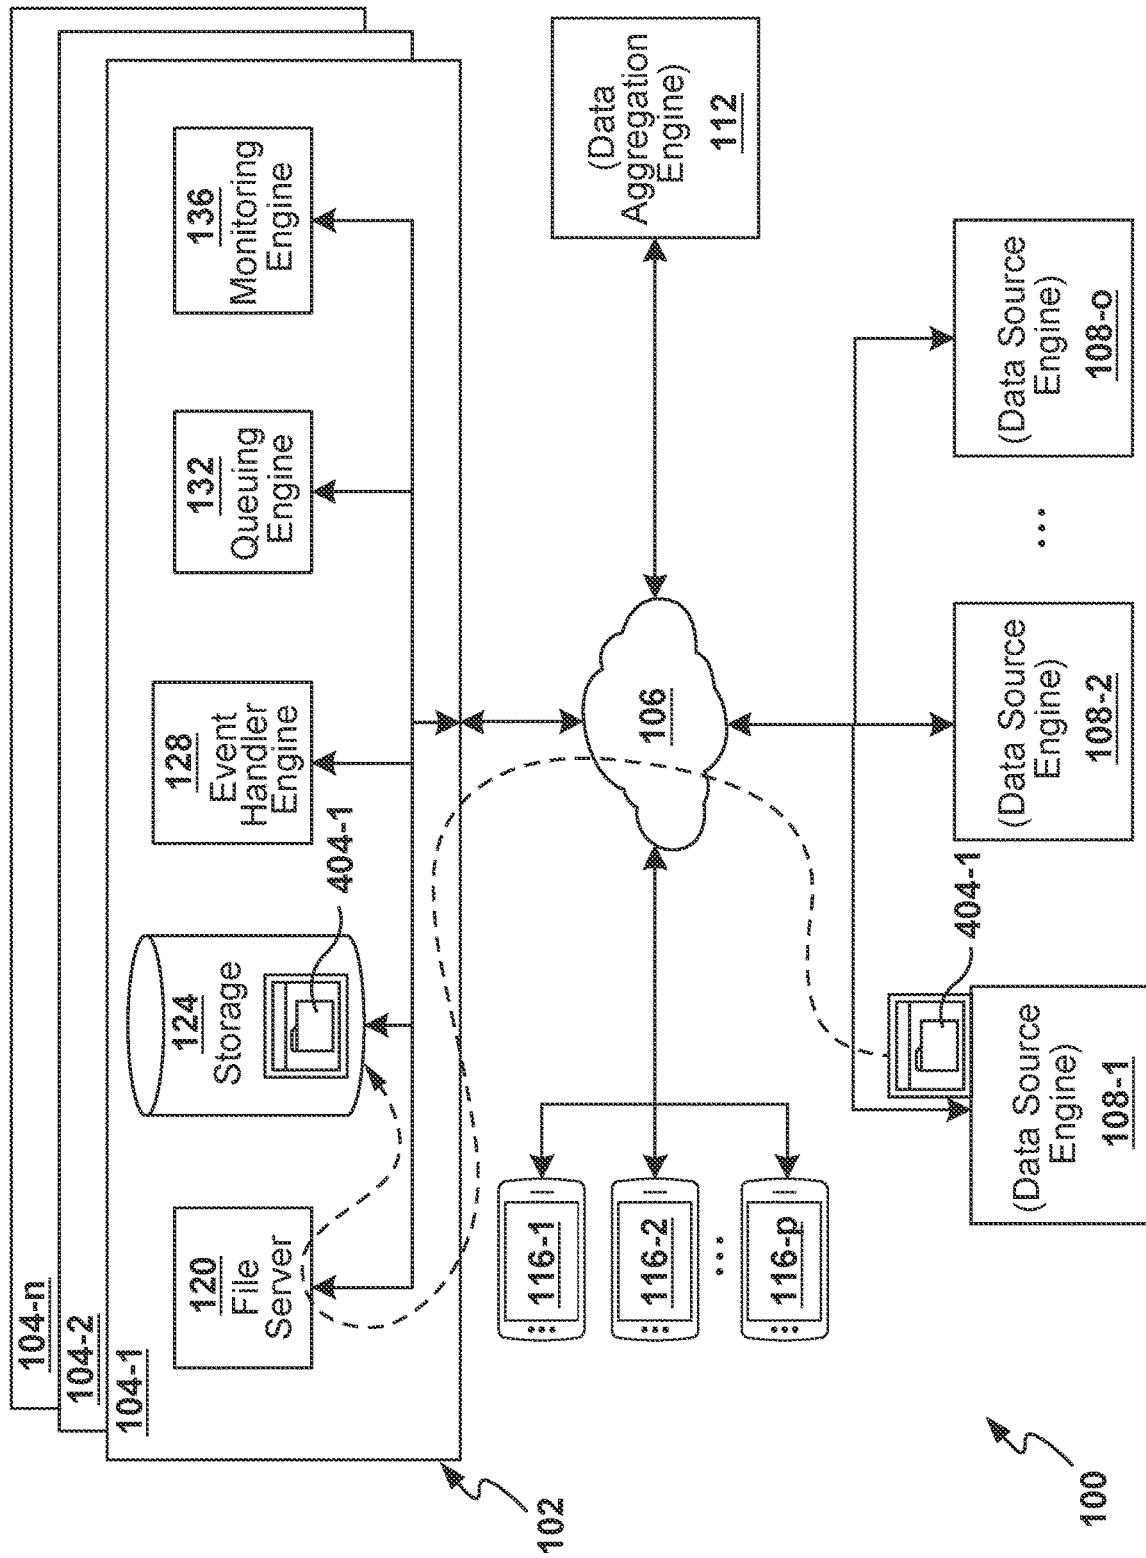 104-n
104-2
104-1
120
File
Server
124
Storage
404-1
128
Event
Handler
Engine
132
Queuing
Engine
136
Monitoring
Engine
102
116-1
116-2
...
116-p
106
(Data
Aggregation
Engine)
112
404-1
(Data Source
Engine)
108-1
(Data Source
Engine)
108-2
...
(Data Source
Engine)
108-o
100